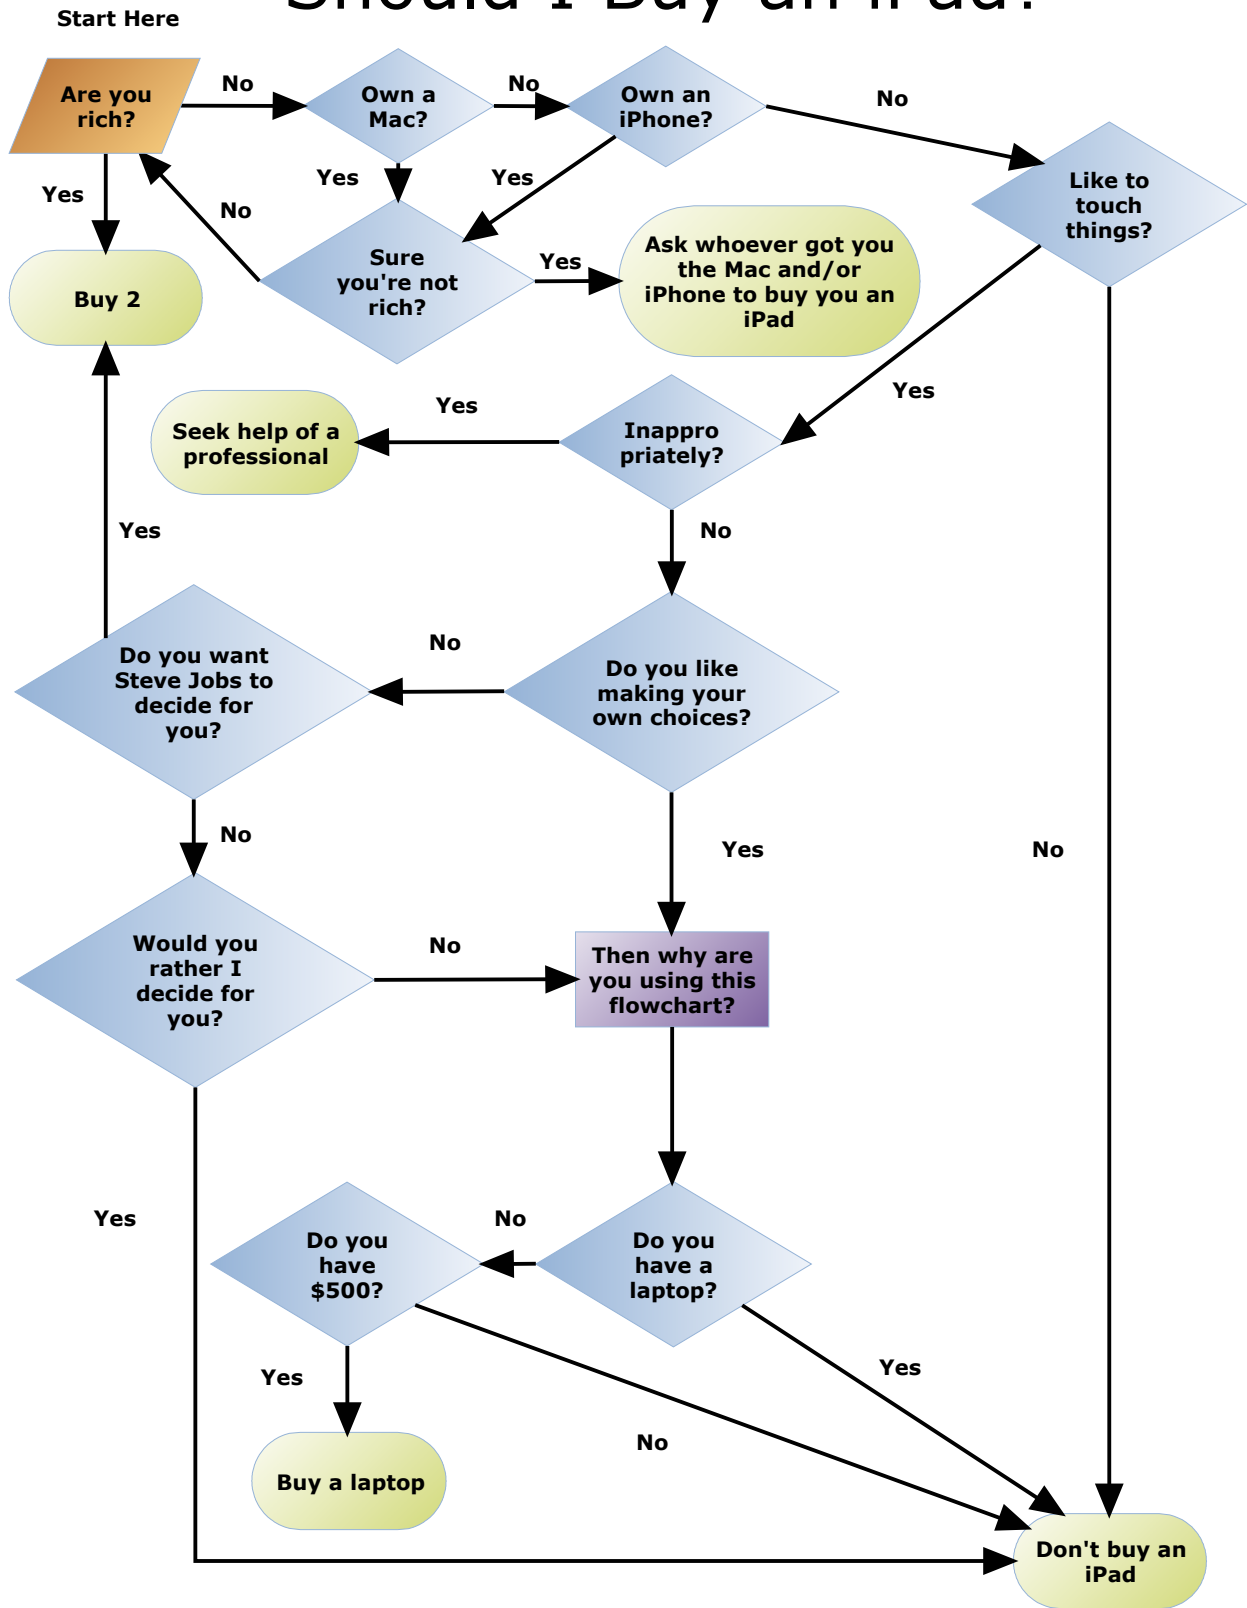 Should I Buy an iPad?
Start Here
Are you
rich?
No
Own a
Mac?
No
Own an
iPhone?
No
Like to
touch
things?
Yes
No
Yes
Yes
Buy 2
Sure
you're not
rich?
Yes
Ask whoever got you
the Mac and/or
iPhone to buy you an
iPad
Yes
Seek help of a
professional
Yes
Inappro
priately?
No
Yes
Do you want
Steve Jobs to
decide for
you?
No
Do you like
making your
own choices?
No
Yes
No
Would you
rather I
decide for
you?
No
Then why are
you using this
flowchart?
Yes
Do you
have
$500?
No
Do you
have a
laptop?
Yes
Yes
No
Buy a laptop
Don't buy an
iPad